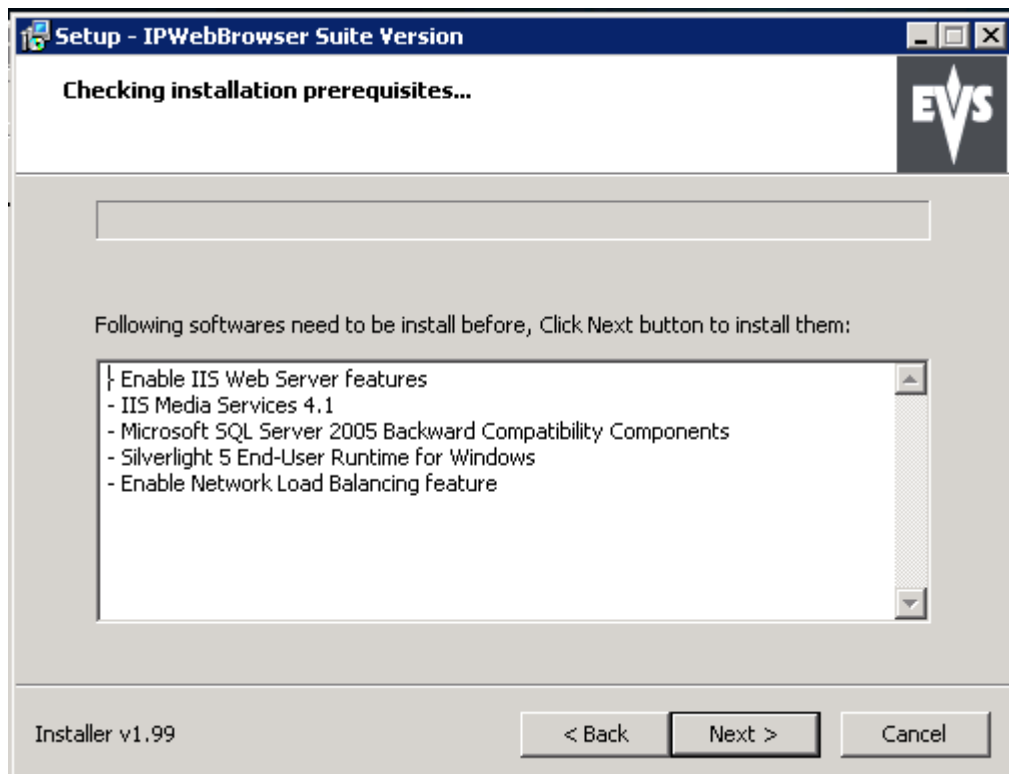 Setup - IPWebBrowser Suite Version
Checking installation prerequisites...
EVS
Following softwares need to be install before, Click Next button to install them:
- Enable IIS Web Server features
- IIS Media Services 4.1
- Microsoft SQL Server 2005 Backward Compatibility Components
- Silverlight 5 End-User Runtime for Windows
- Enable Network Load Balancing feature
Installer v1.99
< Back
Next >
Cancel